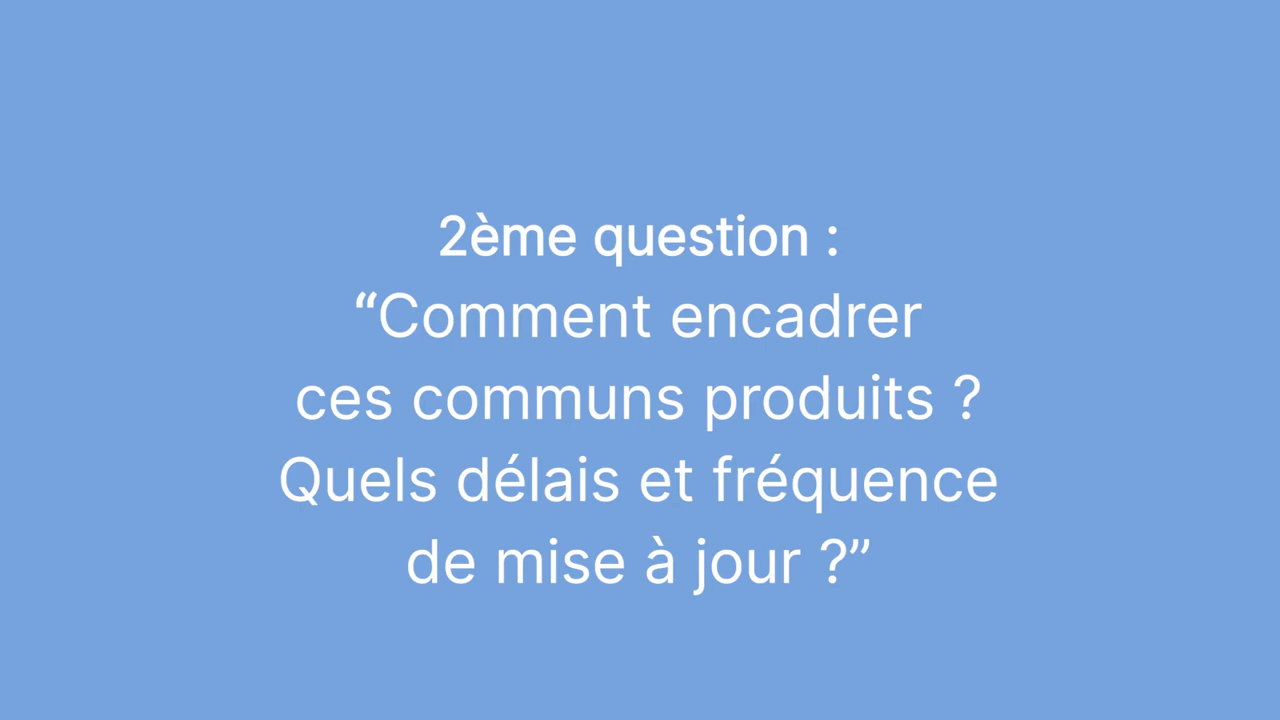 2ème question :
“Comment encadrer
ces communs produits ?
Quels délais et fréquence
de mise à jour ?”